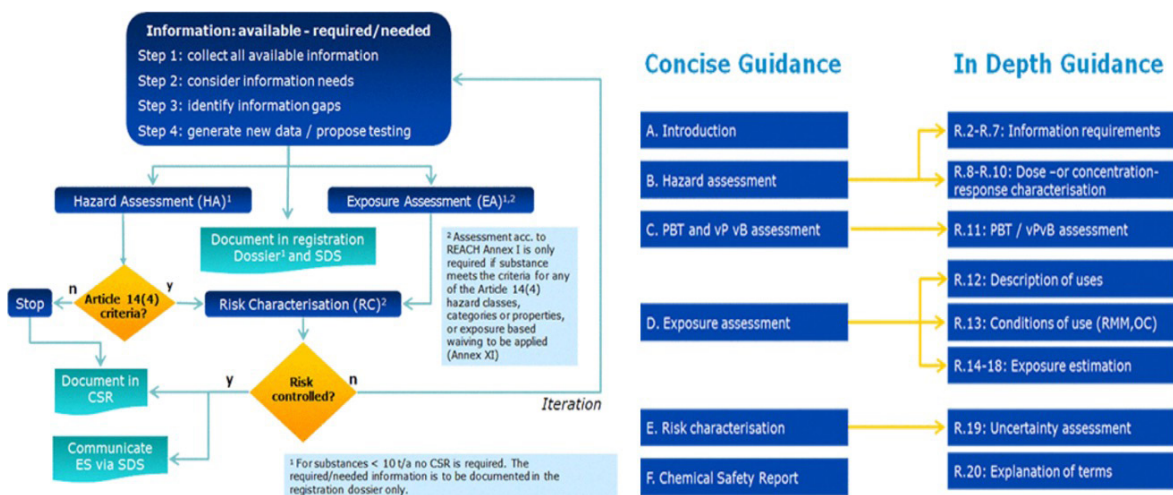 Information: available - required/needed
Step 1: collect all available information
Step 2: consider information needs
Step 3: identify information gaps
Step 4: generate new data / propose testing
Hazard Assessment (HA)¹
Exposure Assessment (EA)¹,²
Document in registration
Dossier¹ and SDS
² Assessment acc. to
REACH Annex I is only
required if substance
meets the criteria for any
of the Article 14(4)
hazard classes,
categories or properties,
or exposure based
waiving to be applied
(Annex XI)
n
Article 14(4)
criteria?
y
Stop
Risk Characterisation (RC)²
Document in
CSR
y
Risk
controlled?
n
Iteration
Communicate
ES via SDS
¹ For substances < 10 t/a no CSR is required. The
required/needed information is to be documented in the
registration dossier only.
Concise Guidance
A. Introduction
B. Hazard assessment
C. PBT and vP vB assessment
D. Exposure assessment
E. Risk characterisation
F. Chemical Safety Report
In Depth Guidance
R.2-R.7: Information requirements
R.8-R.10: Dose –or concentration-
response characterisation
R.11: PBT / vPvB
assessment
R.12: Description of uses
R.13: Conditions of use (RMM,OC)
R.14-18: Exposure estimation
R.19: Uncertainty assessment
R.20: Explanation of terms